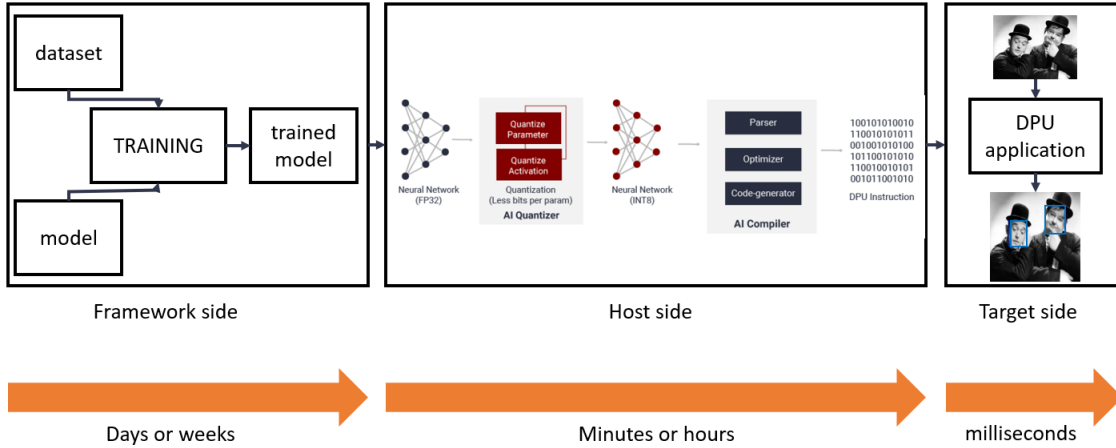 dataset
TRAINING
trained
model
model
Neural Network
(FP32)
Quantize
Parameter
Quantize
Activation
Quantization
(Less bits per param)
AI Quantizer
Neural Network
(INT8)
Parser
Optimizer
Code-generator
AI Compiler
100101010010
110010101011
001001010100
101100101010
110010010101
001011001010
DPU Instruction
DPU
application
Framework side
Host side
Target side
Days or weeks
Minutes or hours
milliseconds